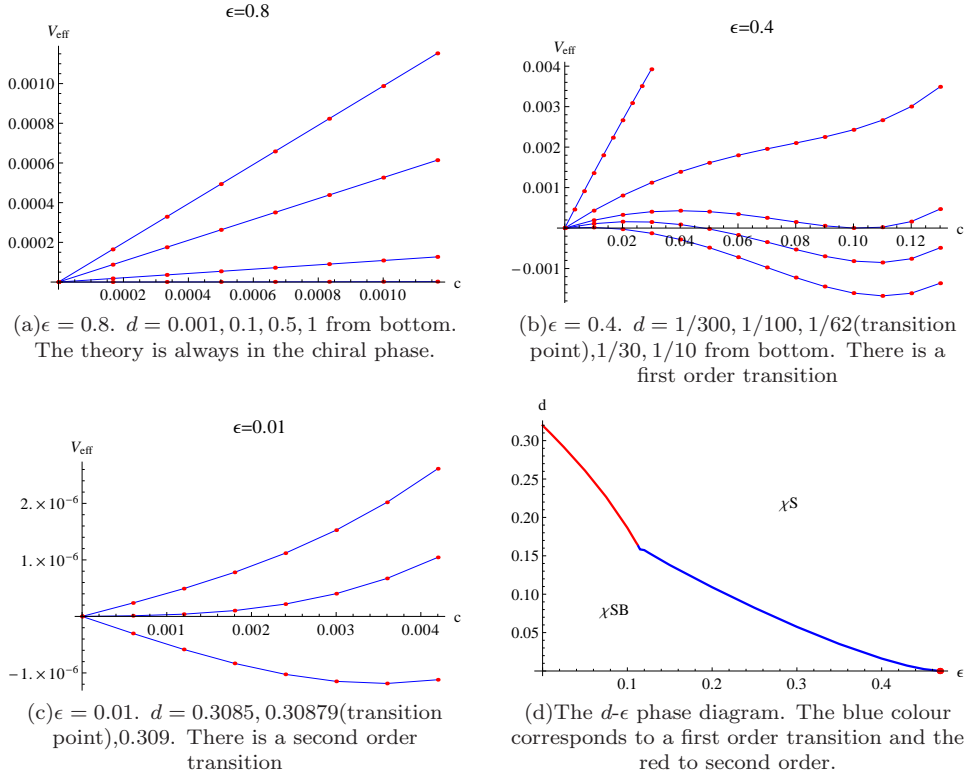 ϵ=0.8
V_eff
0.0010
0.0008
0.0006
0.0004
0.0002
0.0002 0.0004 0.0006 0.0008 0.0010 c
(a)ϵ = 0.8. d = 0.001, 0.1, 0.5, 1 from bottom.
The theory is always in the chiral phase.
ϵ=0.4
V_eff
0.004
0.003
0.002
0.001
0.02 0.04 0.06 0.08 0.10 0.12 c
−0.001
(b)ϵ = 0.4. d = 1/300, 1/100, 1/62(transition
point),1/30, 1/10 from bottom. There is a
first order transition
ϵ=0.01
V_eff
2. × 10⁻⁶
1. × 10⁻⁶
0.001 0.002 0.003 0.004 c
−1. × 10⁻⁶
(c)ϵ = 0.01. d = 0.3085, 0.30879(transition
point),0.309. There is a second order
transition
d
0.30
0.25
0.20
0.15
0.10
0.05
χS
χSB
0.1 0.2 0.3 0.4 ϵ
(d)The d-ϵ phase diagram. The blue colour
corresponds to a first order transition and the
red to second order.